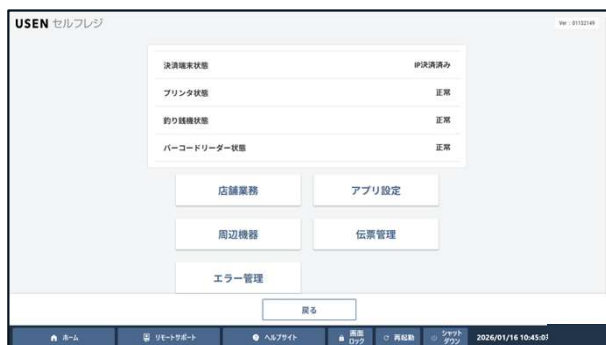 USEN セルフレジ
Ver : 01132149
決済端末状態 IP決済済み
プリンタ状態 正常
釣り銭機状態 正常
バーコードリーダー状態 正常
店舗業務 アプリ設定
周辺機器 伝票管理
エラー管理
戻る
ホーム リモートサポート ヘルプサイト 画面ロック 再起動 シャットダウン 2026/01/16 10:45:03